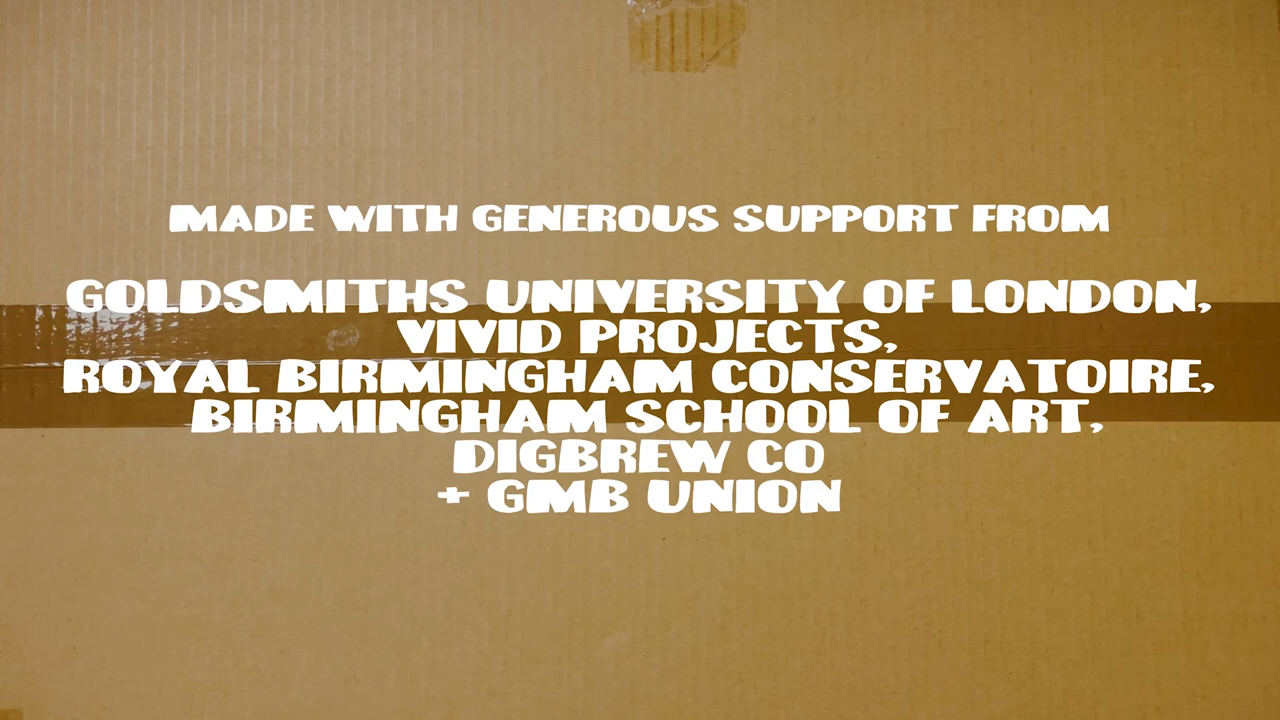 MADE WITH GENEROUS SUPPORT FROM
GOLDSMITHS UNIVERSITY OF LONDON,
VIVID PROJECTS,
ROYAL BIRMINGHAM CONSERVATOIRE,
BIRMINGHAM SCHOOL OF ART,
DIGBREW CO
+ GMB UNION